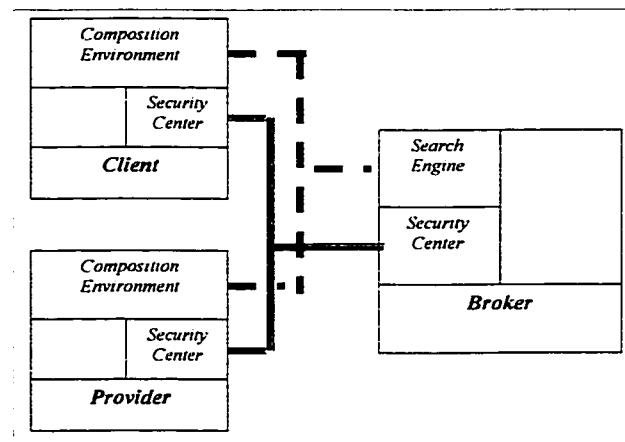 Composition
Environment
Security
Center
Client
Search
Engine
Security
Center
Broker
Composition
Environment
Security
Center
Provider